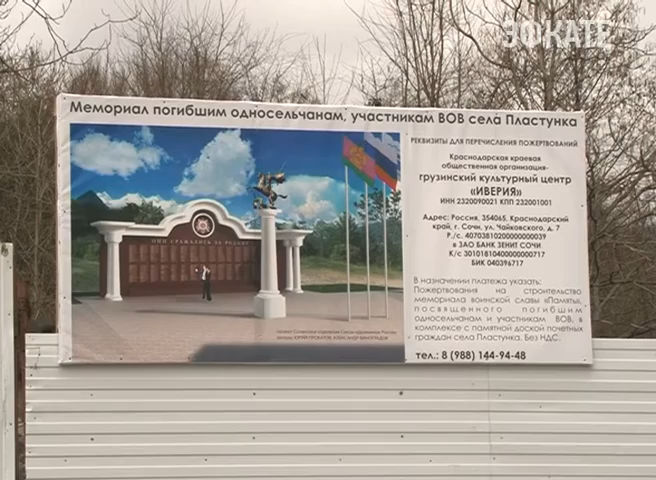 ЭФКАТЕ
Мемориал погибшим односельчанам, участникам ВОВ села Пластунка
РЕКВИЗИТЫ ДЛЯ ПЕРЕЧИСЛЕНИЯ ПОЖЕРТВОВАНИЙ
Краснодарская краевая
общественная организация-
грузинский культурный центр
«ИВЕРИЯ»
ИНН 2320090021 КПП 232001001
Адрес: Россия, 354065, Краснодарский
край, г. Сочи, ул. Чайковского, д. 7
Р/с. 40703810200000000039
в ЗАО БАНК ЗЕНИТ СОЧИ
К/с 30101810400000000717
БИК 040396717
В назначении платежа указать:
Пожертвования на строительство
мемориала воинской славы «Память»,
посвященного погибшим
односельчанам и участникам ВОВ, в
комплексе с памятной доской почетных
граждан села Пластунка. Без НДС.
тел.: 8 (988) 144-94-48
ОНИ СРАЖАЛИСЬ ЗА РОДИНУ